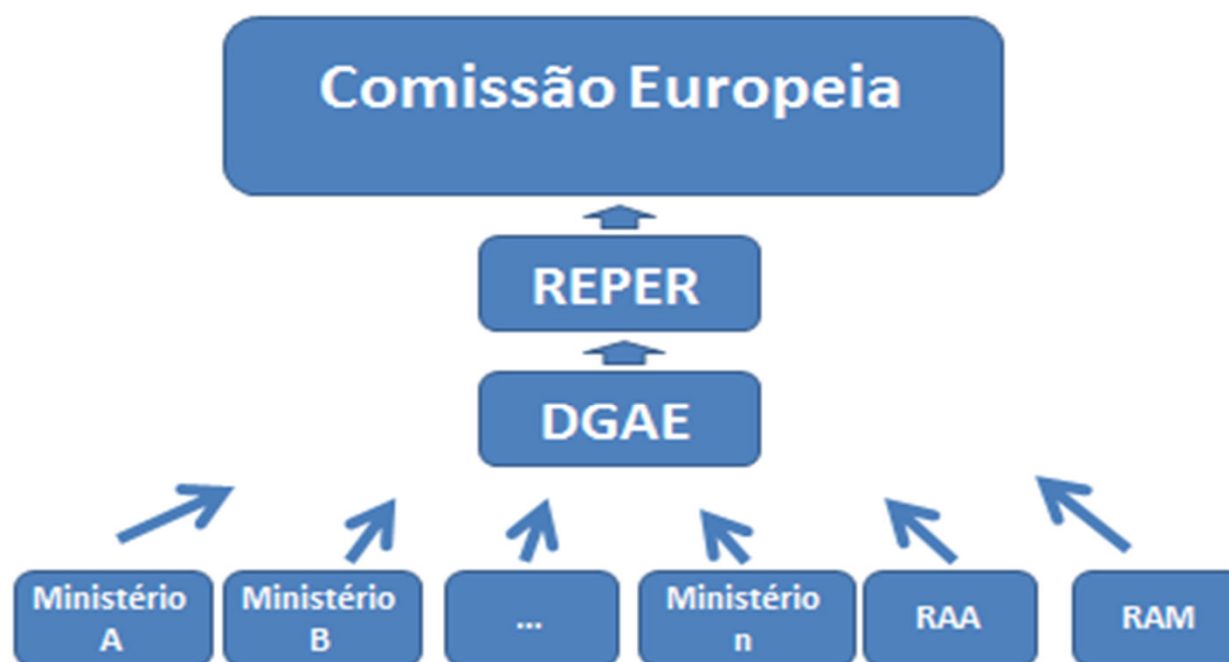 Comissão Europeia
REPER
DGAE
Ministério
A
Ministério
B
...
Ministério
n
RAA
RAM